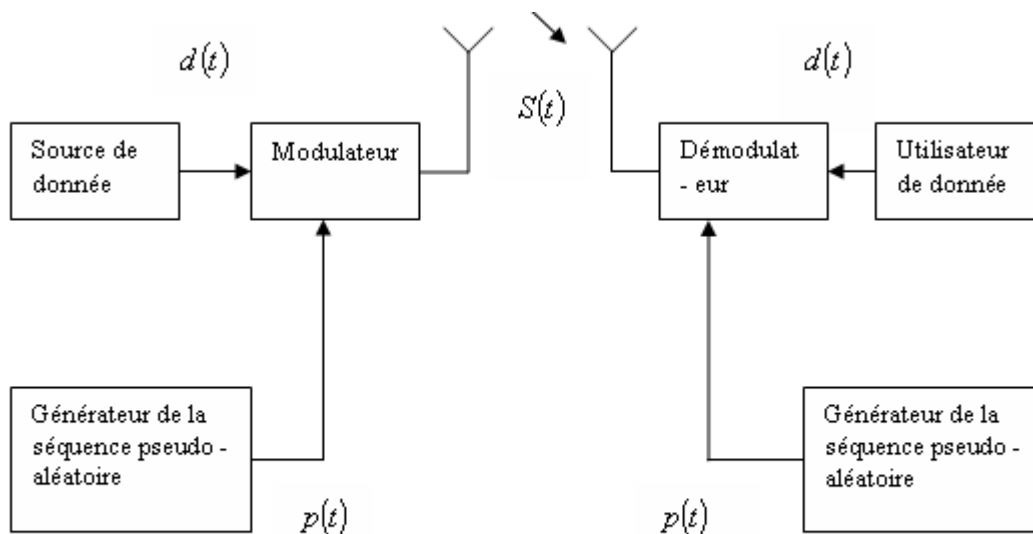 d(t)
d(t)
S(t)
Source de
donnée
Modulateur
Démodulat
- eur
Utilisateur
de donnée
Générateur de la
séquence pseudo -
aléatoire
Générateur de la
séquence pseudo -
aléatoire
p(t)
p(t)